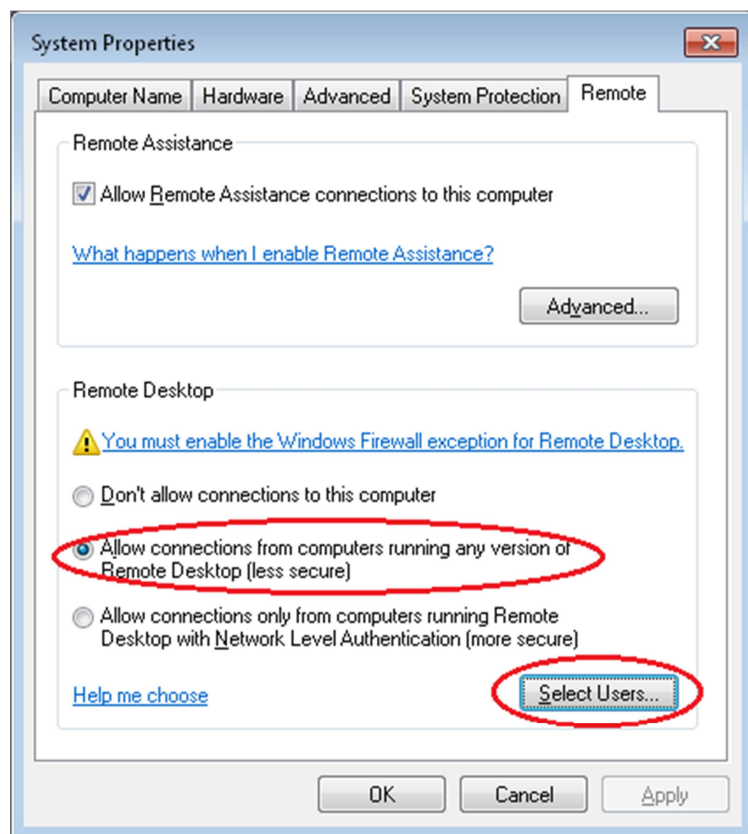 System Properties
Computer Name
Hardware
Advanced
System Protection
Remote
Remote Assistance
Allow Remote Assistance connections to this computer
What happens when I enable Remote Assistance?
Advanced...
Remote Desktop
You must enable the Windows Firewall exception for Remote Desktop.
Don't allow connections to this computer
Allow connections from computers running any version of
Remote Desktop (less secure)
Allow connections only from computers running Remote
Desktop with Network Level Authentication (more secure)
Help me choose
Select Users...
OK
Cancel
Apply